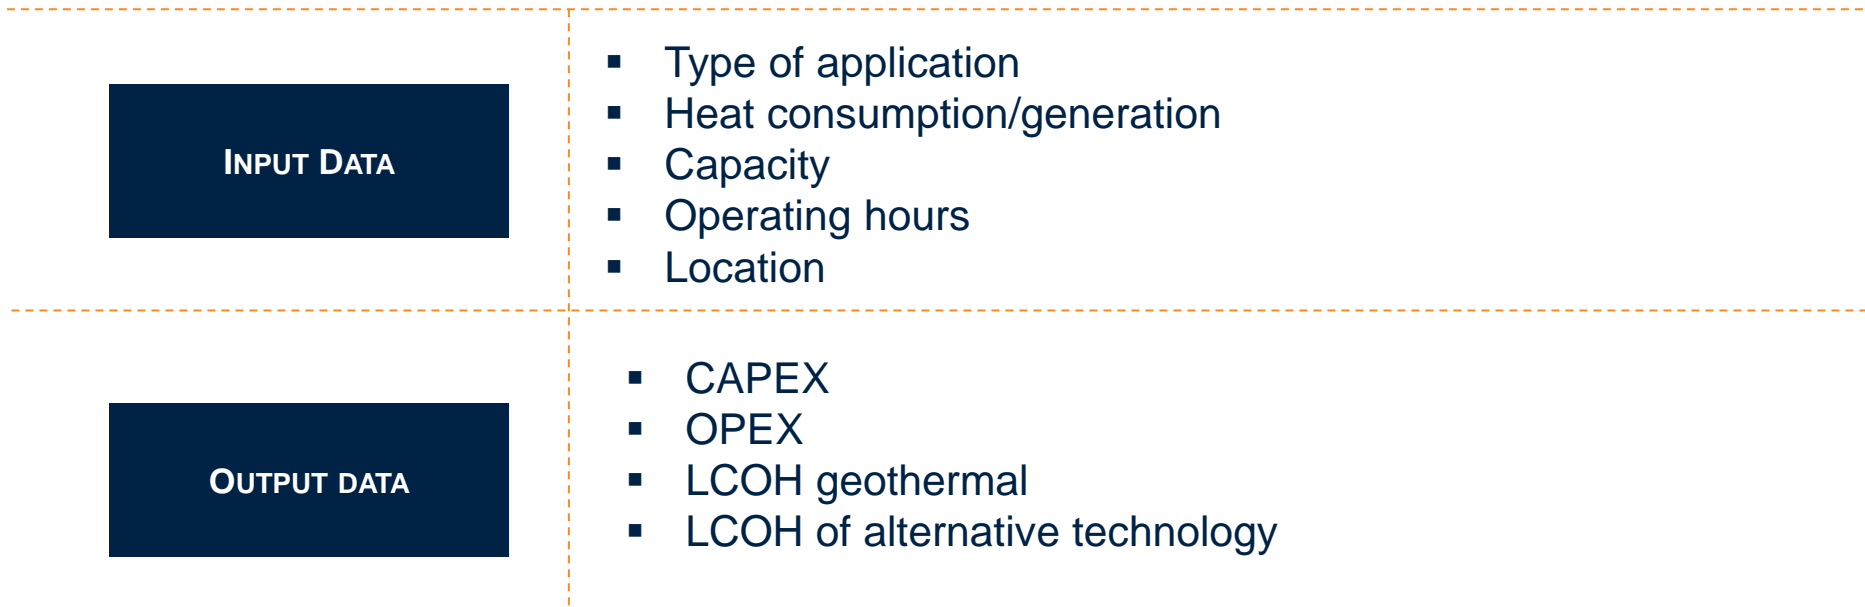 INPUT DATA
▪ Type of application
▪ Heat consumption/generation
▪ Capacity
▪ Operating hours
▪ Location
OUTPUT DATA
▪ CAPEX
▪ OPEX
▪ LCOH geothermal
▪ LCOH of alternative technology